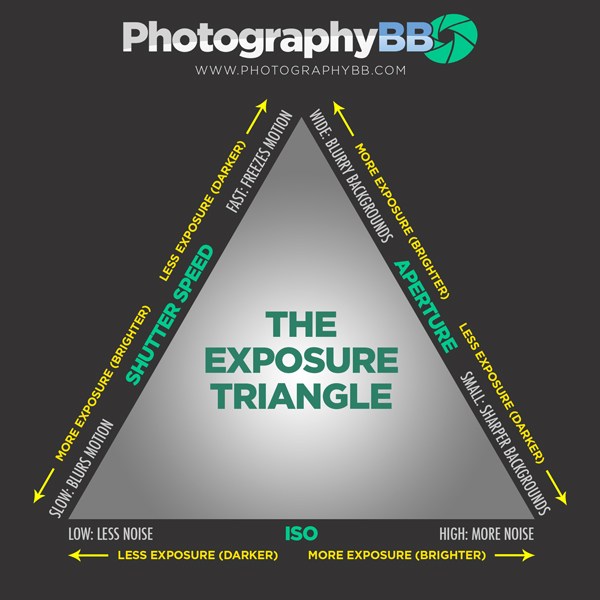 PhotographyBB
WWW.PHOTOGRAPHYBB.COM
LESS EXPOSURE (DARKER)
FAST: FREEZES MOTION
SHUTTER SPEED
MORE EXPOSURE (BRIGHTER)
SLOW: BLURS MOTION
WIDE: BLURRY BACKGROUNDS
MORE EXPOSURE (BRIGHTER)
APERTURE
LESS EXPOSURE (DARKER)
SMALL: SHARPER BACKGROUNDS
THE
EXPOSURE
TRIANGLE
LOW: LESS NOISE
ISO
HIGH: MORE NOISE
LESS EXPOSURE (DARKER)
MORE EXPOSURE (BRIGHTER)